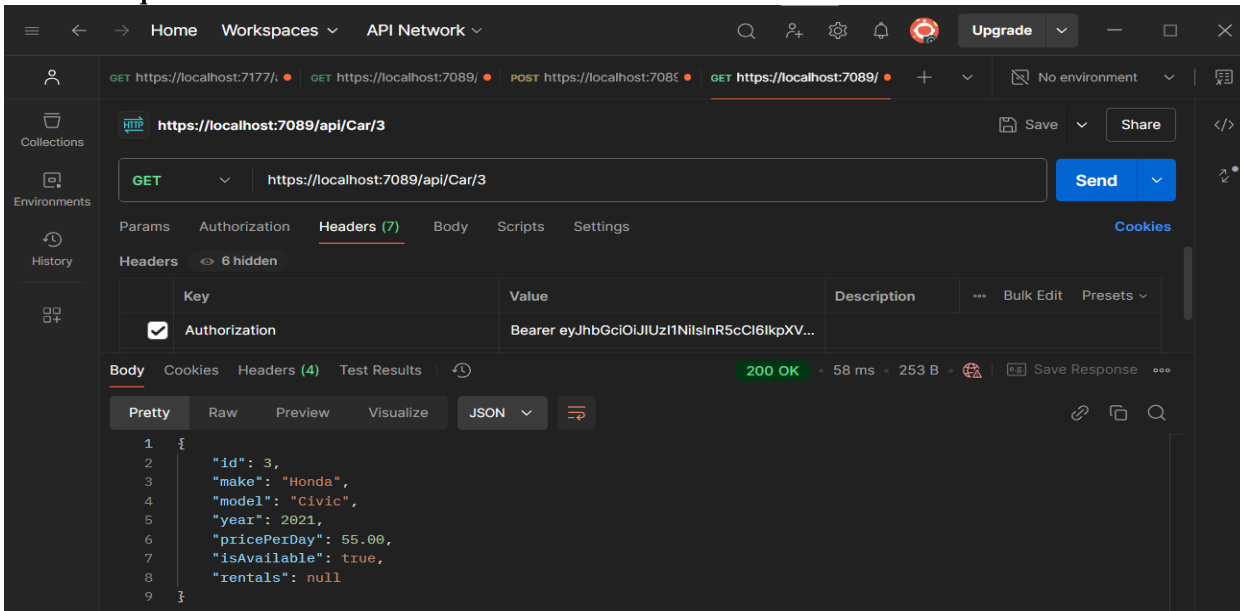 Home Workspaces API Network Upgrade
GET https://localhost:7177/ GET https://localhost:7089/ POST https://localhost:7089 GET https://localhost:7089/ No environment
HTTP https://localhost:7089/api/Car/3 Save Share
Collections
GET https://localhost:7089/api/Car/3 Send
Environments
Params Authorization Headers (7) Body Scripts Settings Cookies
History
Headers 6 hidden
Key Value Description Bulk Edit Presets
Authorization
Body Cookies Headers (4) Test Results 200 OK 58 ms 253 B e.g. Save Response
Pretty Raw Preview Visualize JSON
1 {
2 "id": 3,
3 "make": "Honda",
4 "model": "Civic",
5 "year": 2021,
6 "pricePerDay": 55.00,
7 "isAvailable": true,
8 "rentals": null
9 }